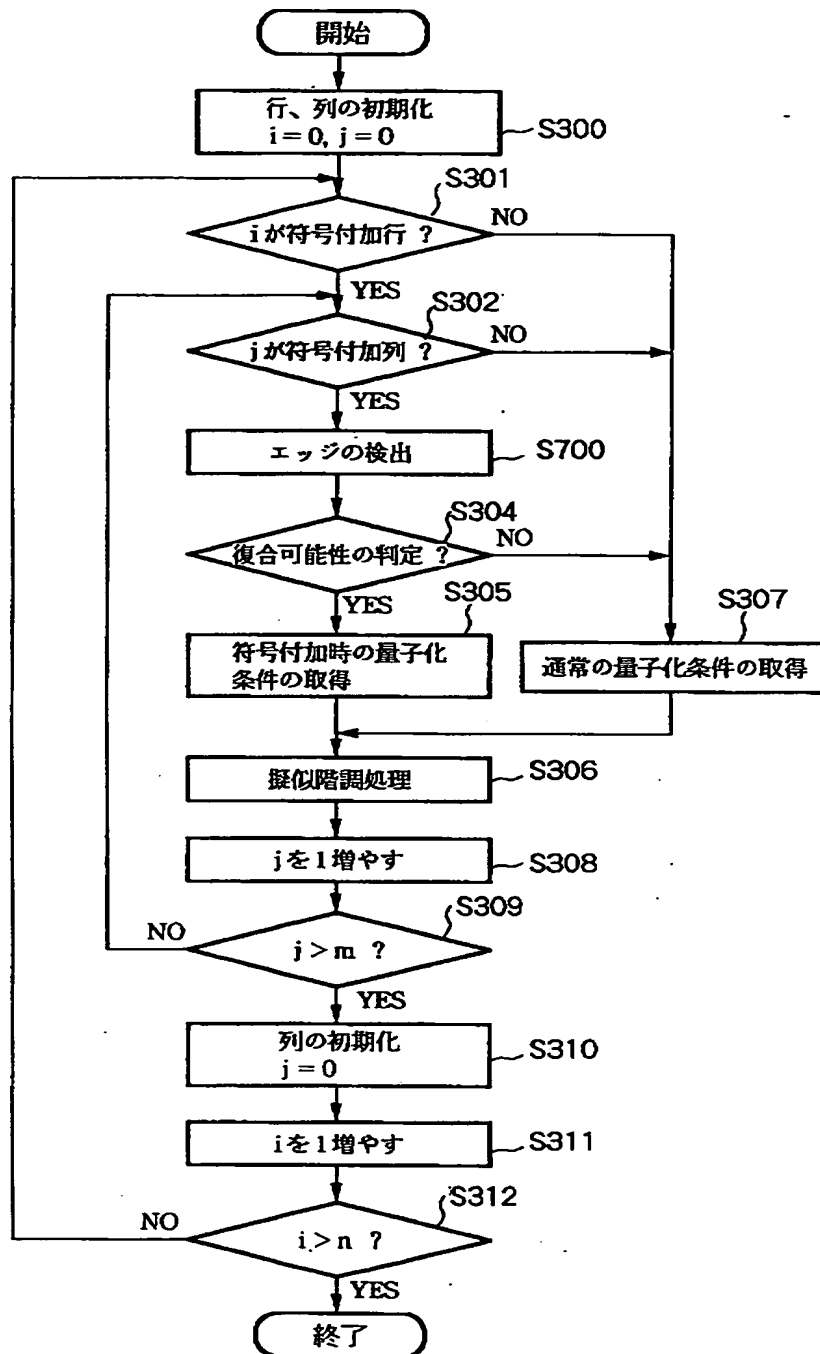 開始
行、列の初期化
i=0, j=0
S300
S301
iが符号付加行 ?
NO
YES
S302
jが符号付加列 ?
NO
YES
エッジの検出
S700
S304
復合可能性の判定 ?
NO
YES
S305
符号付加時の量子化
条件の取得
S307
通常の量子化条件の取得
擬似階調処理
S306
jを1増やす
S308
S309
j>m ?
NO
YES
列の初期化
j=0
S310
iを1増やす
S311
S312
i>n ?
NO
YES
終了